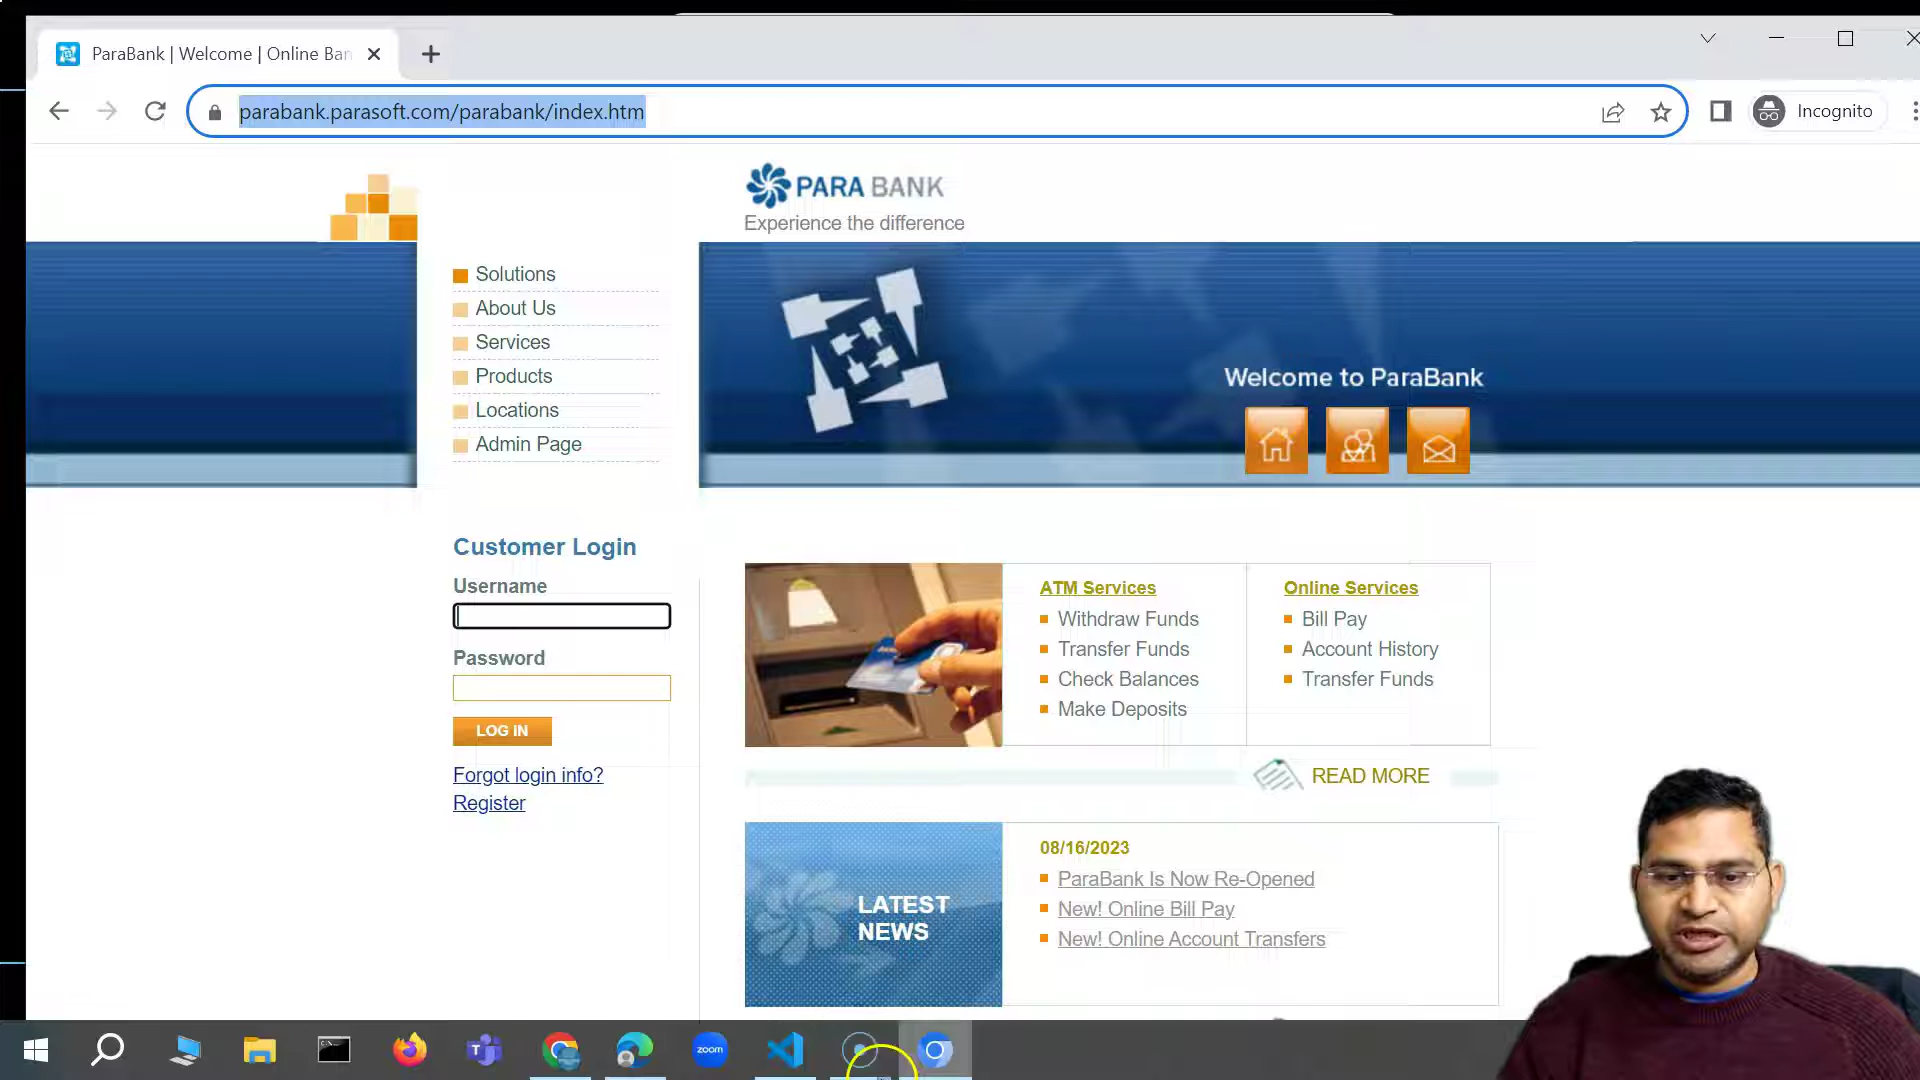 ParaBank | Welcome | Online Ban
parabank.parasoft.com/parabank/index.htm
Incognito
PARA BANK
Experience the difference
Solutions
About Us
Services
Products
Locations
Admin Page
Welcome to ParaBank
Customer Login
Username
Password
LOG IN
Forgot login info?
Register
ATM Services
Withdraw Funds
Transfer Funds
Check Balances
Make Deposits
Online Services
Bill Pay
Account History
Transfer Funds
READ MORE
LATEST
NEWS
08/16/2023
ParaBank Is Now Re-Opened
New! Online Bill Pay
New! Online Account Transfers
zoom